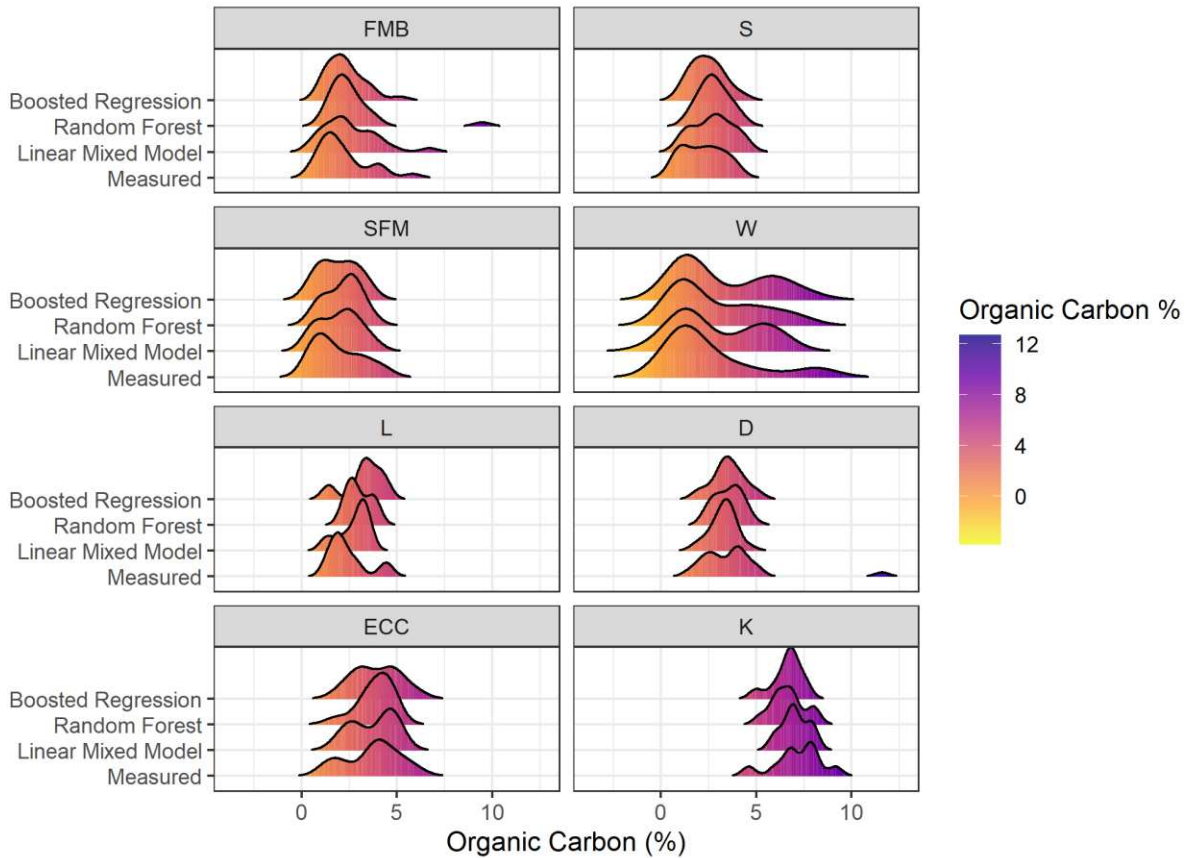 FMB
S
Boosted Regression
Random Forest
Linear Mixed Model
Measured
SFM
W
Boosted Regression
Random Forest
Linear Mixed Model
Measured
L
D
Boosted Regression
Random Forest
Linear Mixed Model
Measured
ECC
K
Boosted Regression
Random Forest
Linear Mixed Model
Measured
0 5 10 0 5 10
Organic Carbon (%)
Organic Carbon %
12
8
4
0